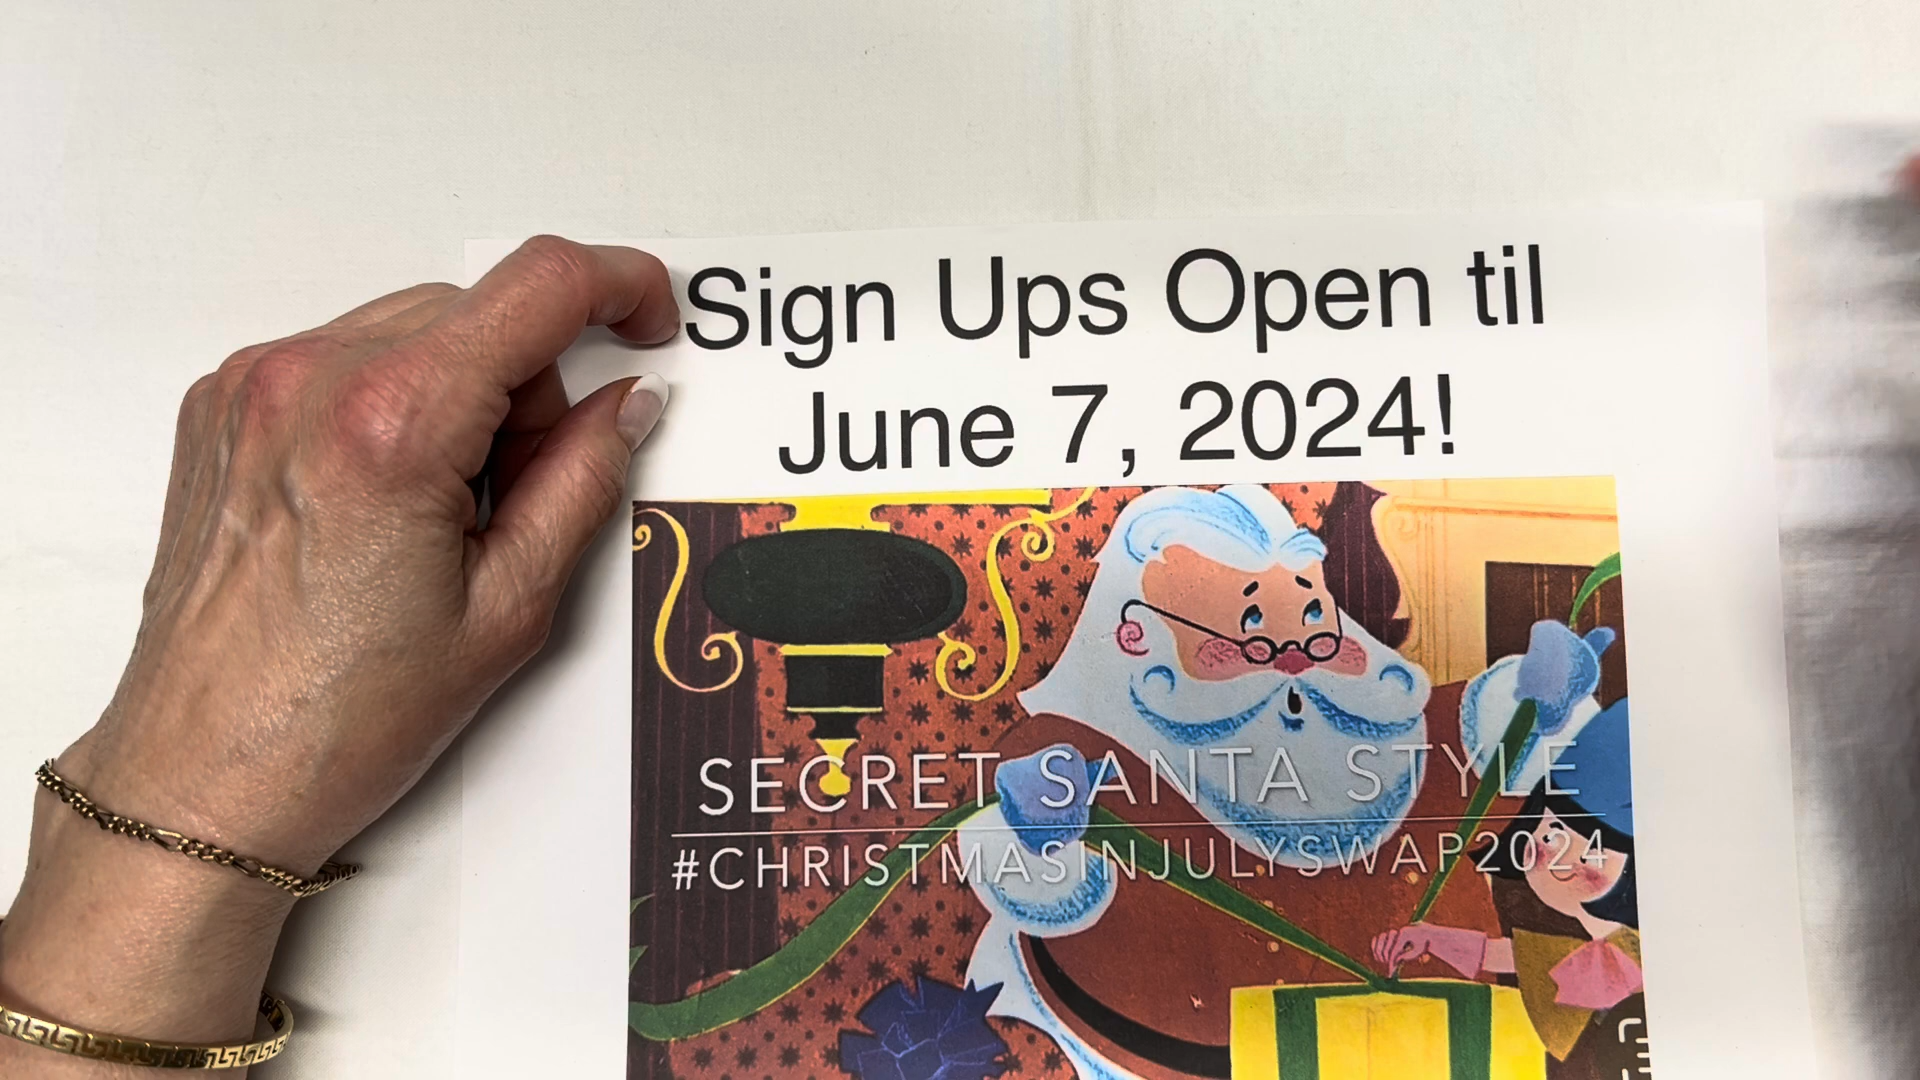 Sign Ups Open til
June 7, 2024!
SECRET SANTA STYLE
#CHRISTMASINJULYSWAP2024